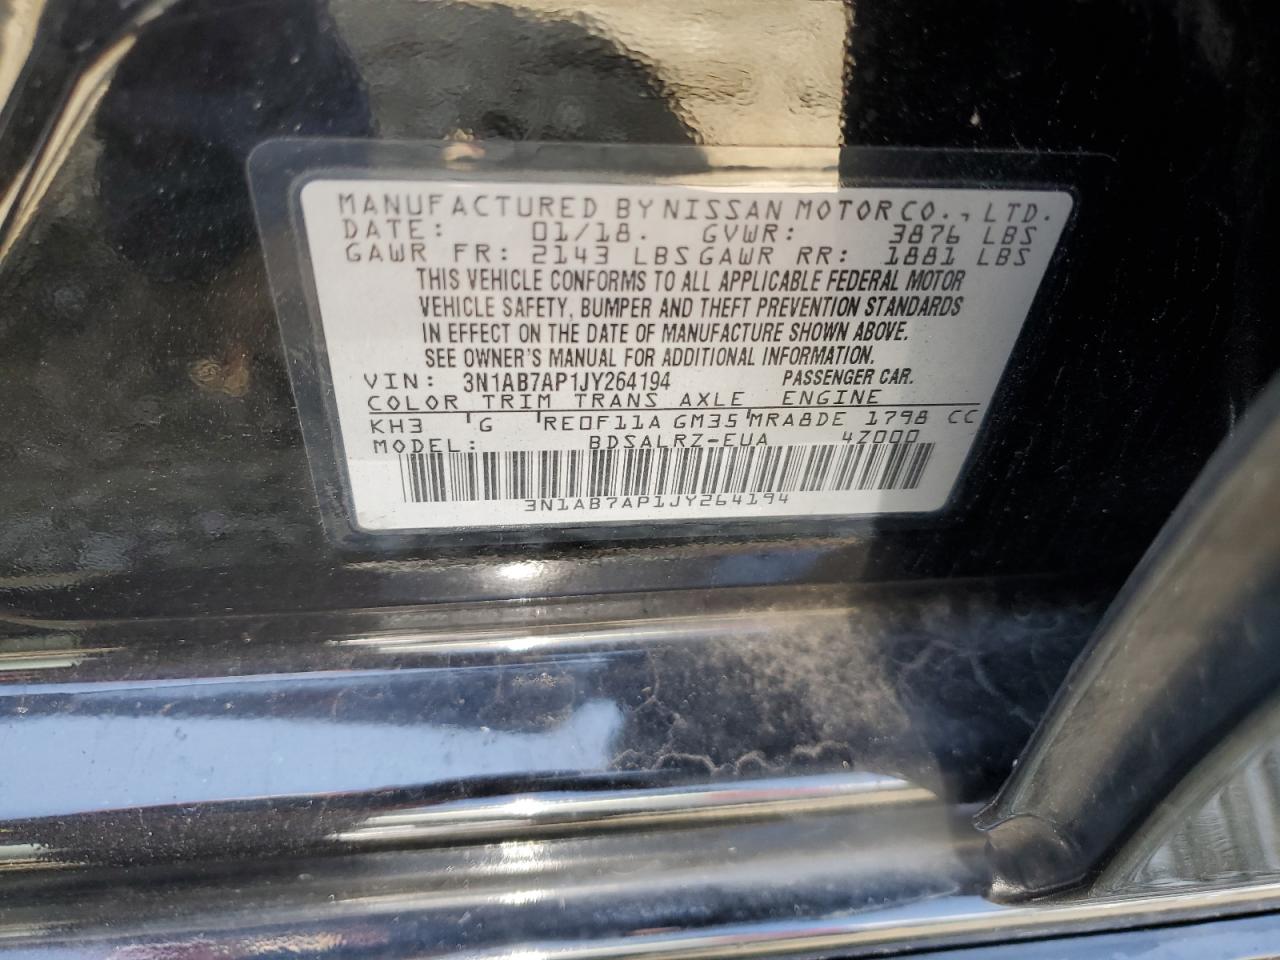 MANUFACTURED BY NISSAN MOTOR CO., LTD.
DATE: 01/18. GVWR: 3876 LBS
GAWR FR: 2143 LBS GAWR RR: 1881 LBS
THIS VEHICLE CONFORMS TO ALL APPLICABLE FEDERAL MOTOR
VEHICLE SAFETY, BUMPER AND THEFT PREVENTION STANDARDS
IN EFFECT ON THE DATE OF MANUFACTURE SHOWN ABOVE.
SEE OWNER'S MANUAL FOR ADDITIONAL INFORMATION.
VIN: 3N1AB7AP1JY264194 PASSENGER CAR.
COLOR TRIM TRANS AXLE ENGINE
KH3 G RE0F11A GM35 MRA8DE 1798 CC
MODEL: BDSALRZ-EUA 4Z000
3N1AB7AP1JY264194